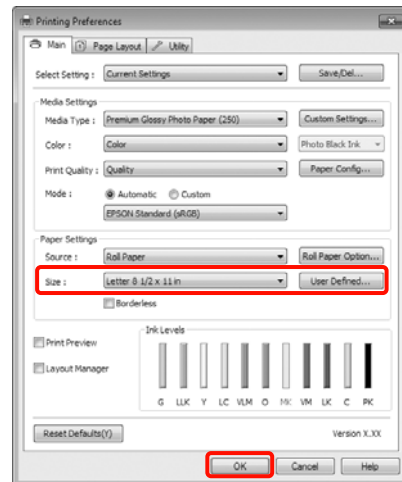 Printing Preferences
Main Page Layout Utility
Select Setting : Current Settings Save/Del...
Media Settings
Media Type : Premium Glossy Photo Paper (250) Custom Settings...
Color : Color Photo Black Ink
Print Quality : Quality Paper Config...
Mode : Automatic Custom
EPSON Standard (sRGB)
Paper Settings
Source : Roll Paper Roll Paper Option...
Size : Letter 8 1/2 x 11 in User Defined...
Borderless
Print Preview
Layout Manager
Ink Levels
G LLK Y LC VLM O MK VM LK C PK
Reset Defaults(Y) Version X.XX
OK Cancel Help